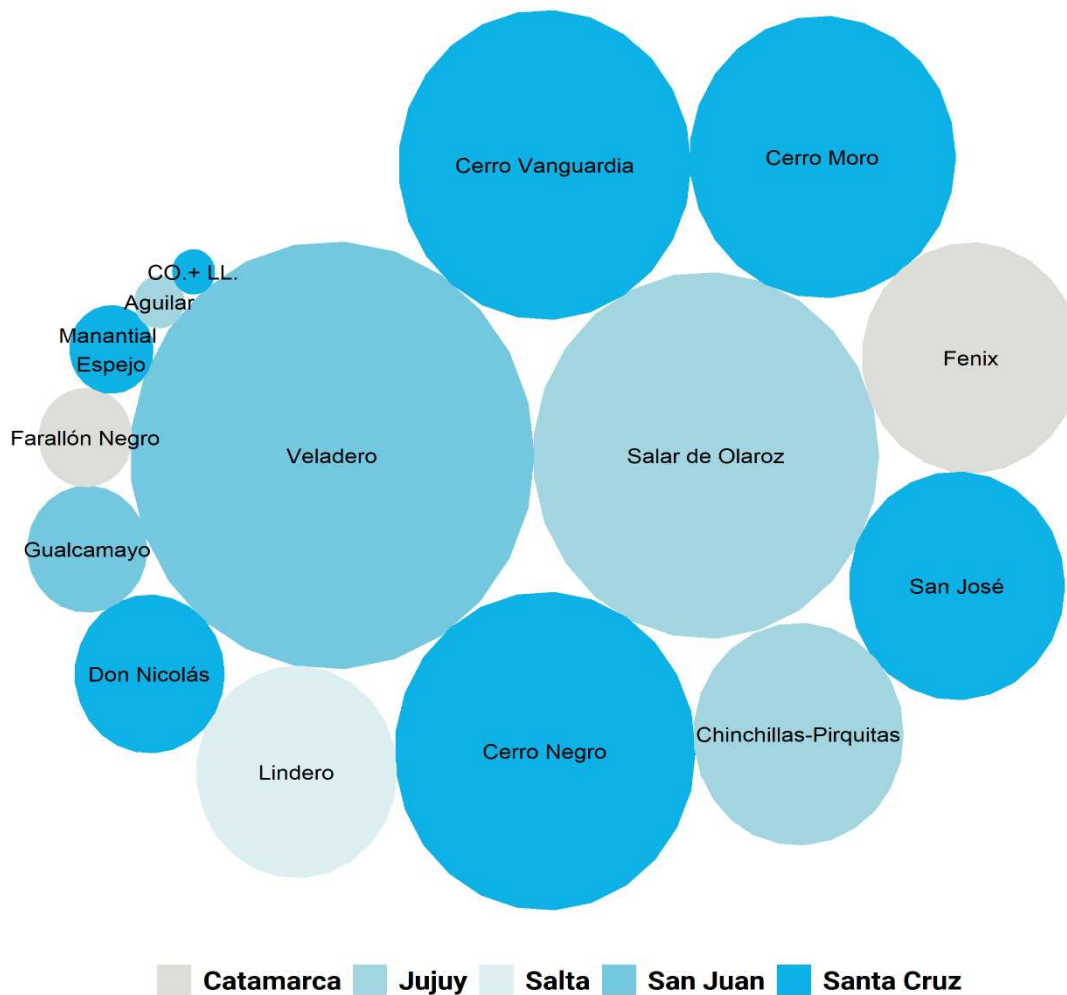 Cerro Vanguardia
Cerro Moro
CO.+ LL.
Aguilar
Manantial
Espejo
Fenix
Farallón Negro
Veladero
Salar de Olaroz
Gualcamayo
San José
Don Nicolás
Chinchillas-Pirquitas
Cerro Negro
Lindero
Catamarca Jujuy Salta San Juan Santa Cruz